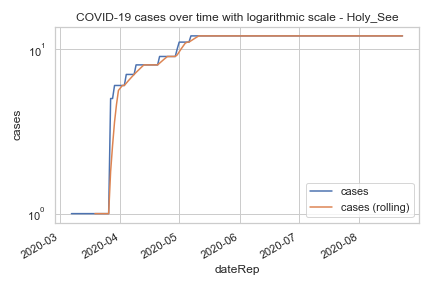 COVID-19 cases over time with logarithmic scale - Holy_See
10¹
10⁰
cases
cases
cases (rolling)
2020-03
2020-04
2020-05
2020-06
2020-07
2020-08
dateRep